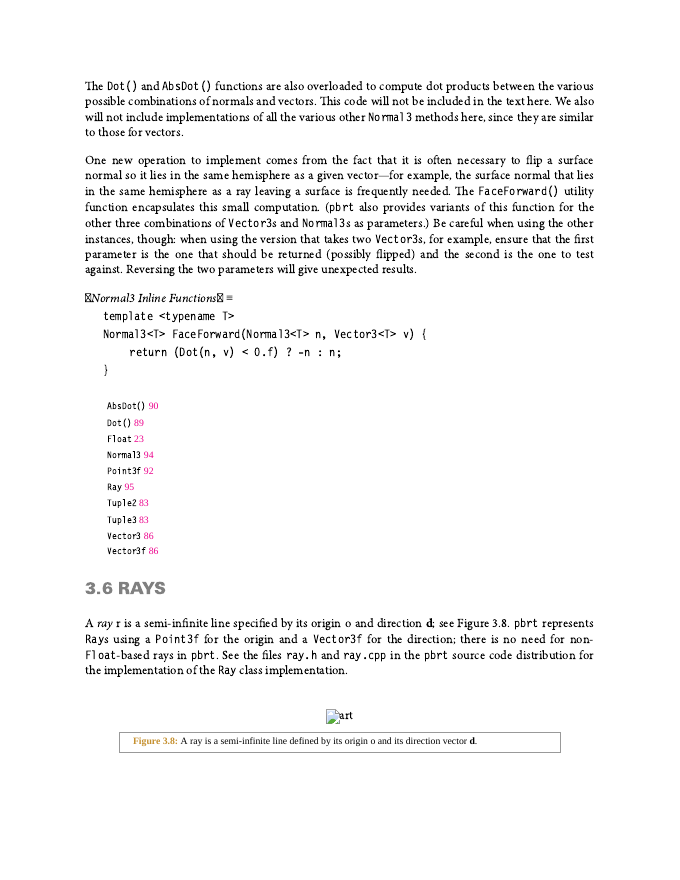 The Dot() and AbsDot() functions are also overloaded to compute dot products between the various
possible combinations of normals and vectors. This code will not be included in the text here. We also
will not include implementations of all the various other Normal3 methods here, since they are similar
to those for vectors.
One new operation to implement comes from the fact that it is often necessary to flip a surface
normal so it lies in the same hemisphere as a given vector—for example, the surface normal that lies
in the same hemisphere as a ray leaving a surface is frequently needed. The FaceForward() utility
function encapsulates this small computation. (pbrt also provides variants of this function for the
other three combinations of Vector3s and Normal3s as parameters.) Be careful when using the other
instances, though: when using the version that takes two Vector3s, for example, ensure that the first
parameter is the one that should be returned (possibly flipped) and the second is the one to test
against. Reversing the two parameters will give unexpected results.
Normal3 Inline Functions ≡
template <typename T>
Normal3<T> FaceForward(Normal3<T> n, Vector3<T> v) {
return (Dot(n, v) < 0.f) ? -n : n;
}
AbsDot() 90
Dot() 89
Float 23
Normal3 94
Point3f 92
Ray 95
Tuple2 83
Tuple3 83
Vector3 86
Vector3f 86
3.6 RAYS
A ray r is a semi-infinite line specified by its origin o and direction d; see Figure 3.8. pbrt represents
Rays using a Point3f for the origin and a Vector3f for the direction; there is no need for non-
Float-based rays in pbrt. See the files ray.h and ray.cpp in the pbrt source code distribution for
the implementation of the Ray class implementation.
art
Figure 3.8: A ray is a semi-infinite line defined by its origin o and its direction vector d.